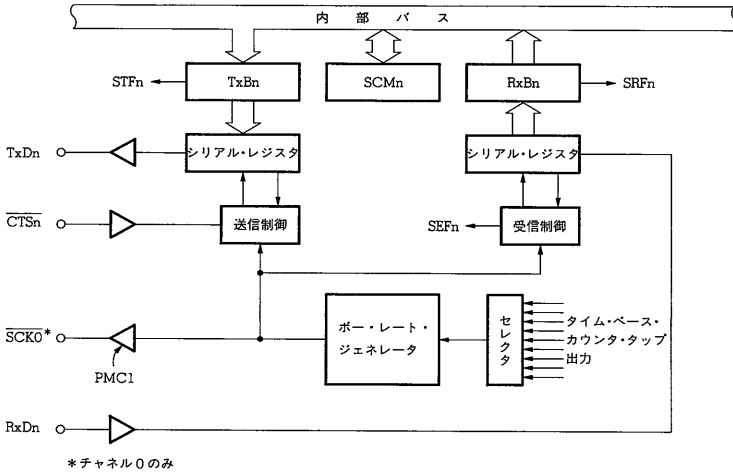 内部バス
STFn
TxBn
SCMn
RxBn
SRFn
TxDn
シリアル・レジスタ
シリアル・レジスタ
CTSn
送信制御
SEFn
受信制御
SCK0*
PMC1
ボー・レート・
ジェネレータ
セレクタ
タイム・ベース・
カウンタ・タップ
出力
RxDn
*チャネル0のみ